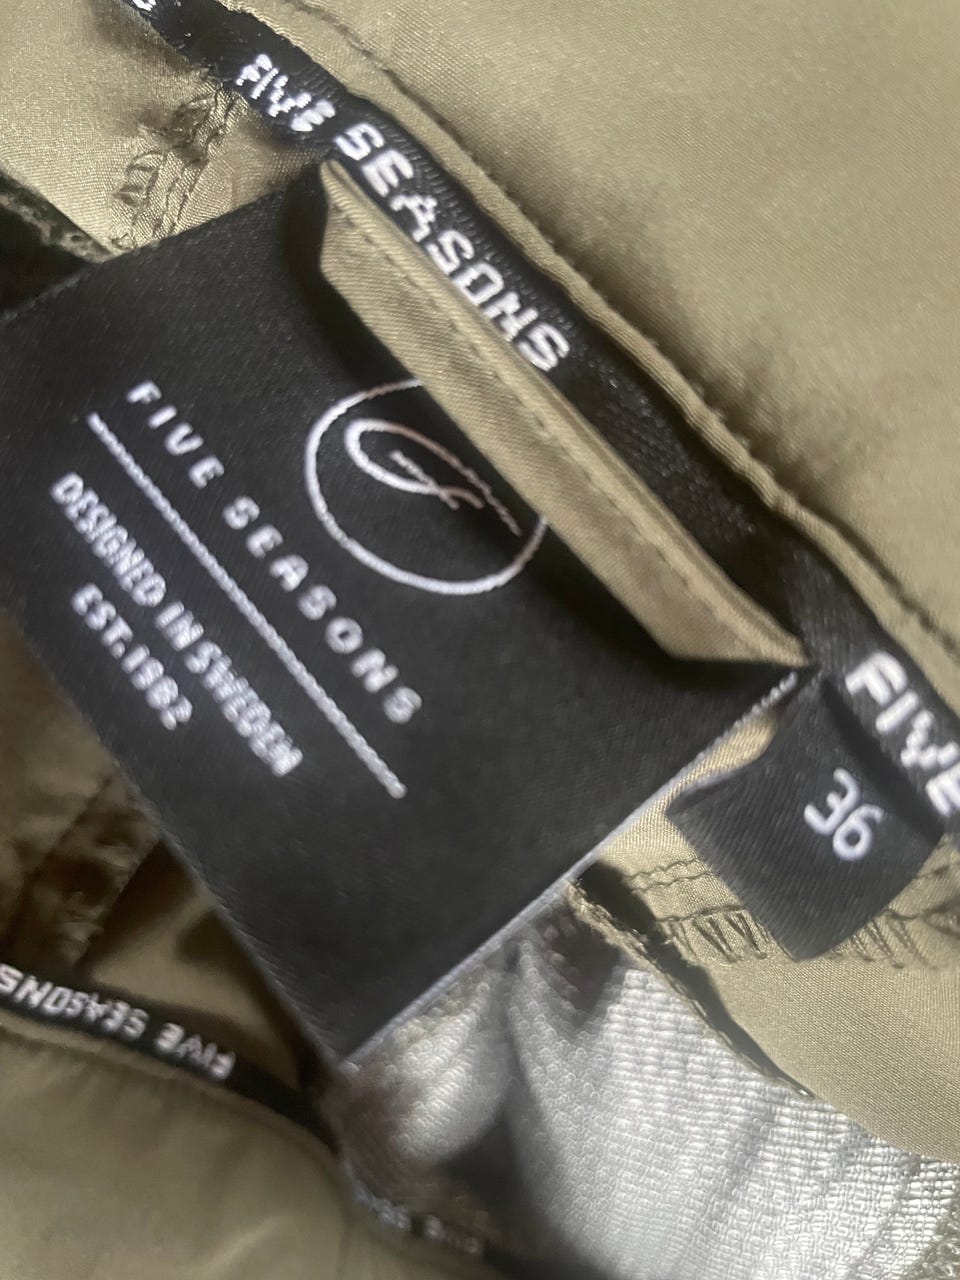 FIVE SEASONS
FIVE SEASONS
DESIGNED IN SWEDEN
EST. 1982
36
FIVE
FIVE SEASONS